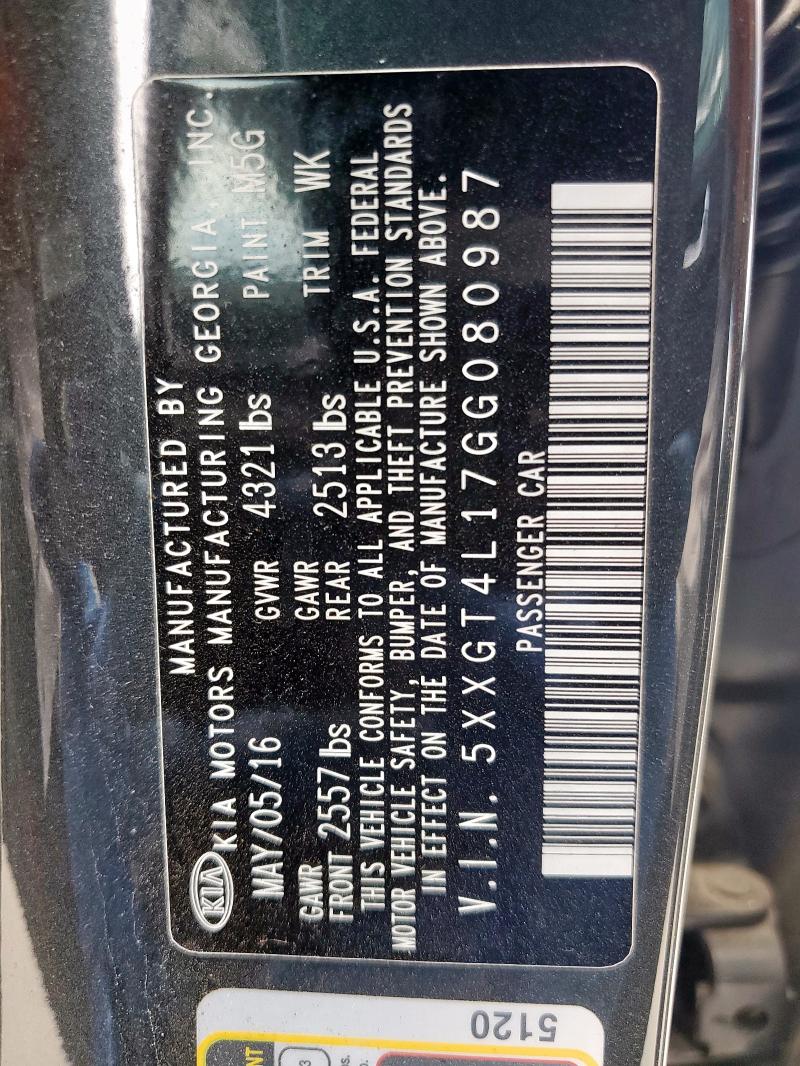 MANUFACTURED BY
KIA KIA MOTORS MANUFACTURING GEORGIA, INC.
MAY/05/16 GVWR 4321 lbs PAINT M5G
GAWR FRONT 2557 lbs GAWR REAR 2513 lbs TRIM WK
THIS VEHICLE CONFORMS TO ALL APPLICABLE U.S.A. FEDERAL
MOTOR VEHICLE SAFETY, BUMPER, AND THEFT PREVENTION STANDARDS
IN EFFECT ON THE DATE OF MANUFACTURE SHOWN ABOVE.
V.I.N. 5XXGT4L17GG080987
PASSENGER CAR
5120